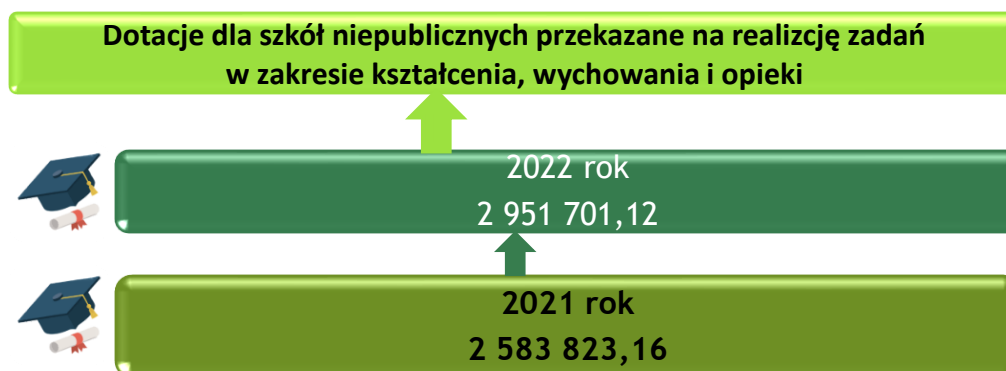 Dotacje dla szkół niepublicznych przekazane na realizcję zadań
w zakresie kształcenia, wychowania i opieki
2022 rok
2 951 701,12
2021 rok
2 583 823,16